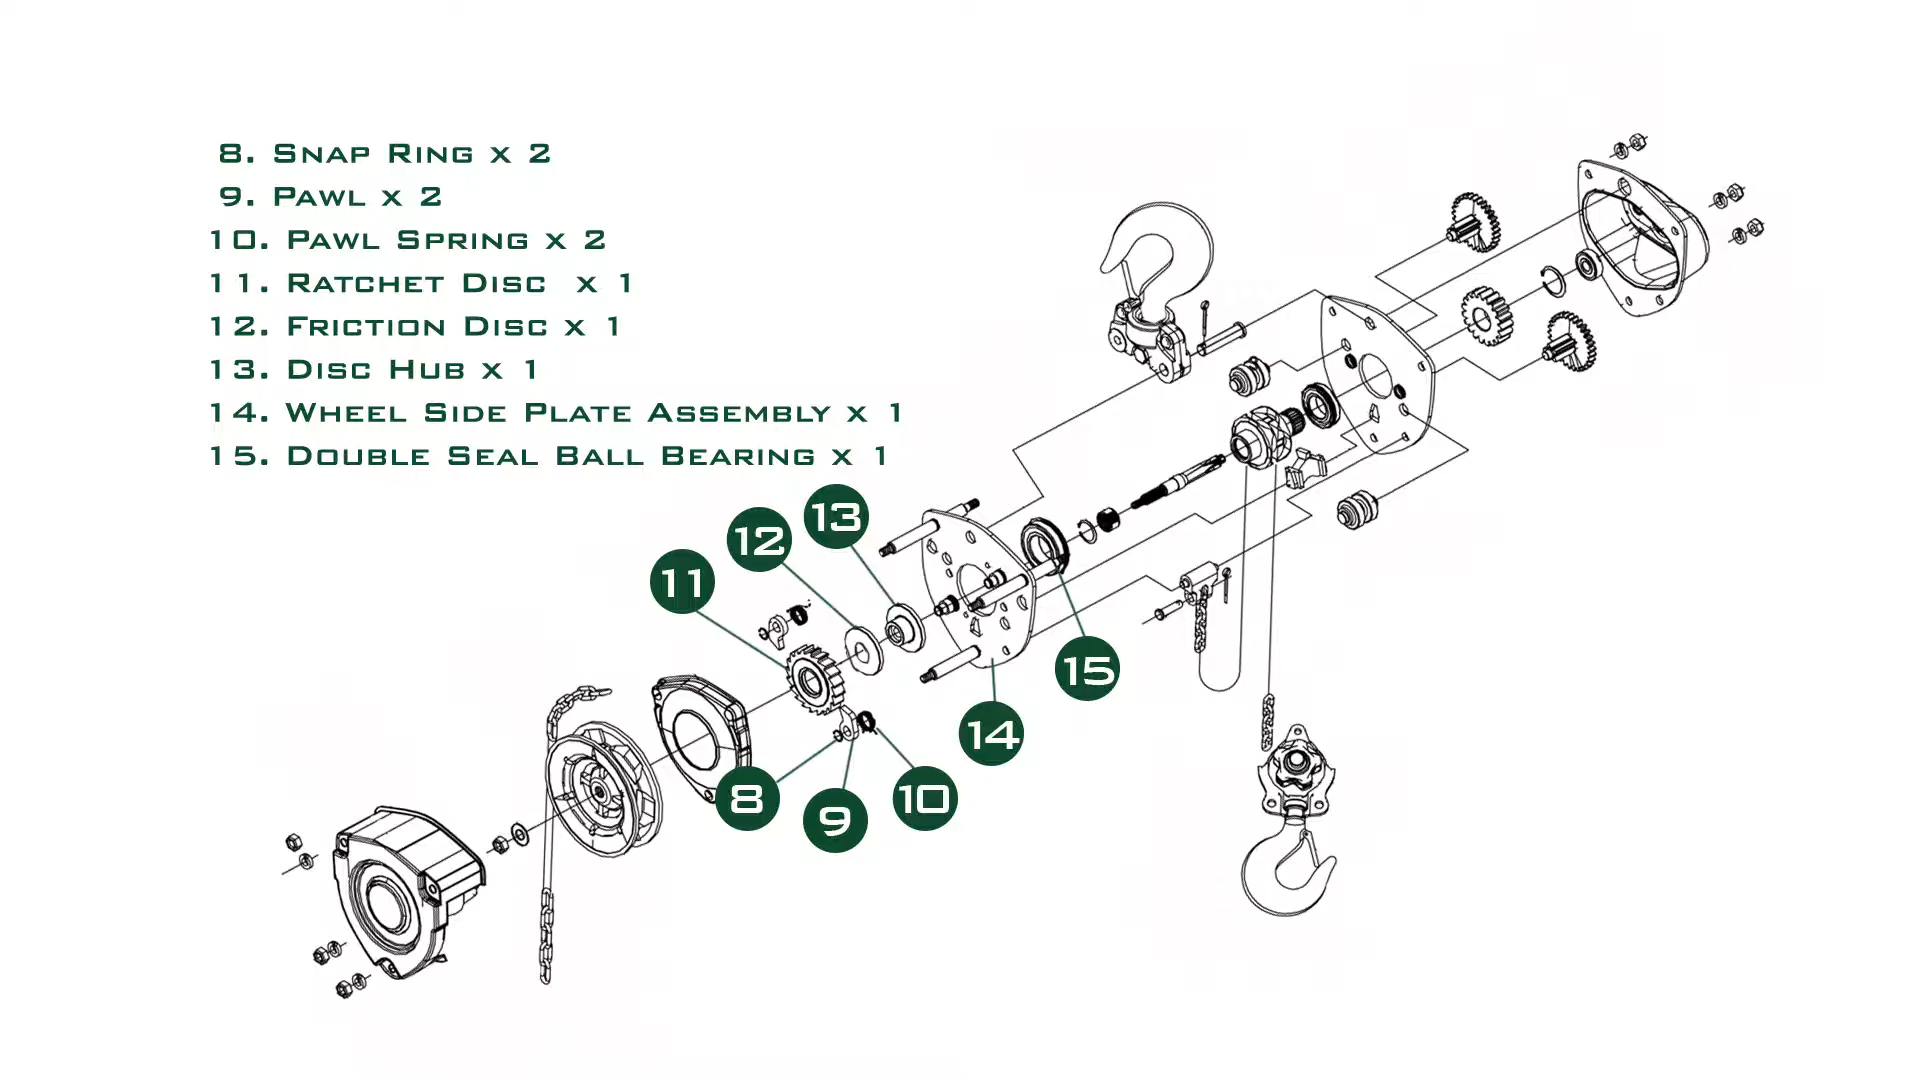 8. Snap Ring x 2
9. Pawl x 2
10. Pawl Spring x 2
11. Ratchet Disc x 1
12. Friction Disc x 1
13. Disc Hub x 1
14. Wheel Side Plate Assembly x 1
15. Double Seal Ball Bearing x 1
13
12
11
15
14
8
10
9